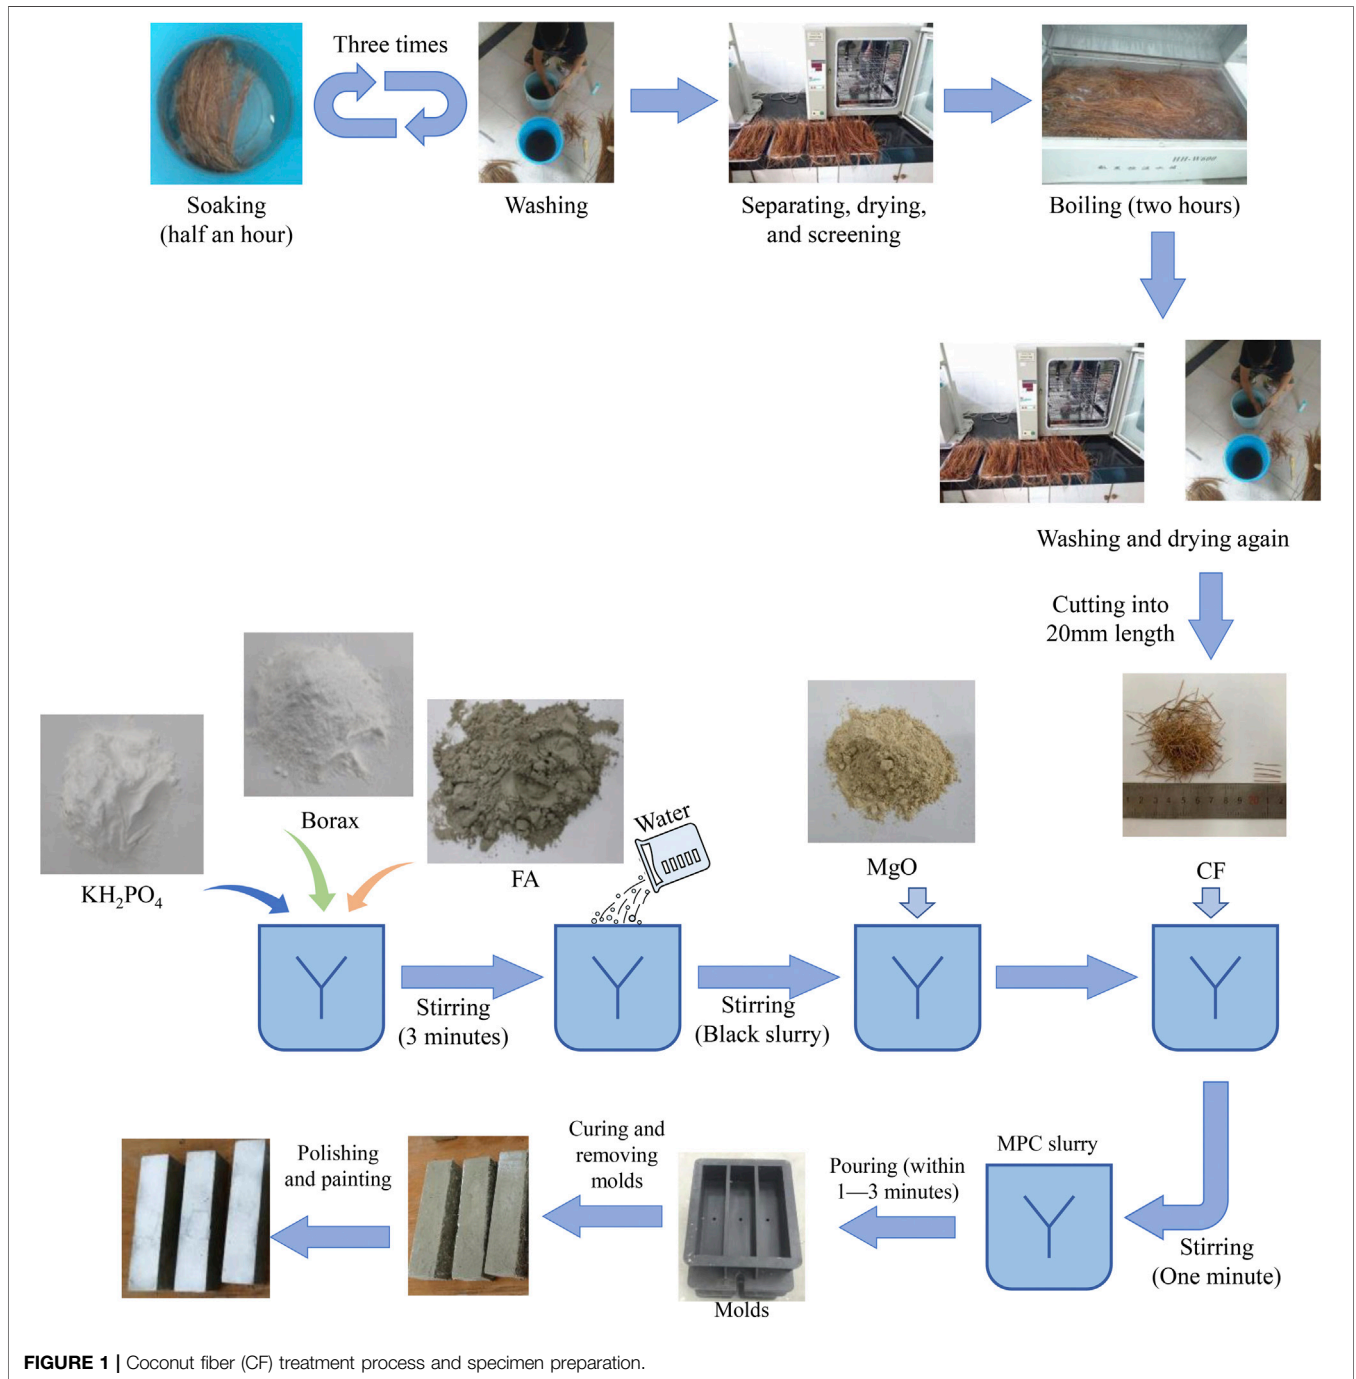 Three times
Soaking
(half an hour)
Washing
Separating, drying,
and screening
HH-W600
Boiling (two hours)
Washing and drying again
Cutting into
20mm length
KH₂PO₄
Borax
FA
Water
MgO
CF
Stirring
(3 minutes)
Stirring
(Black slurry)
Stirring
(One minute)
MPC slurry
Pouring (within
1—3 minutes)
Molds
Curing and
removing
molds
Polishing
and painting
FIGURE 1 | Coconut fiber (CF) treatment process and specimen preparation.